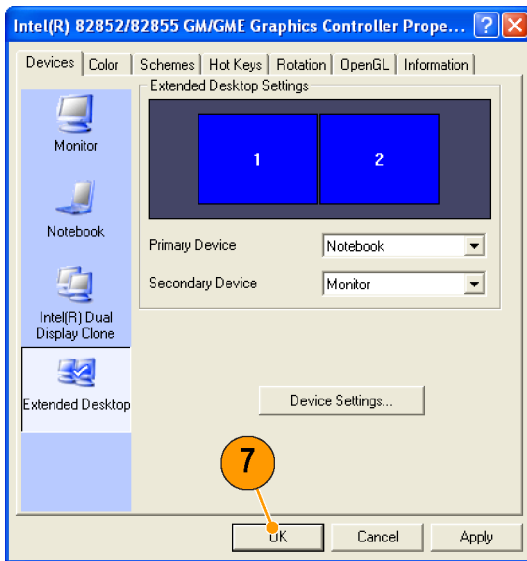 Intel(R) 82852/82855 GM/GME Graphics Controller Prope...
Devices
Color
Schemes
Hot Keys
Rotation
OpenGL
Information
Monitor
Notebook
Intel(R) Dual
Display Clone
Extended Desktop
Extended Desktop Settings
1
2
Primary Device
Notebook
Secondary Device
Monitor
Device Settings...
7
OK
Cancel
Apply